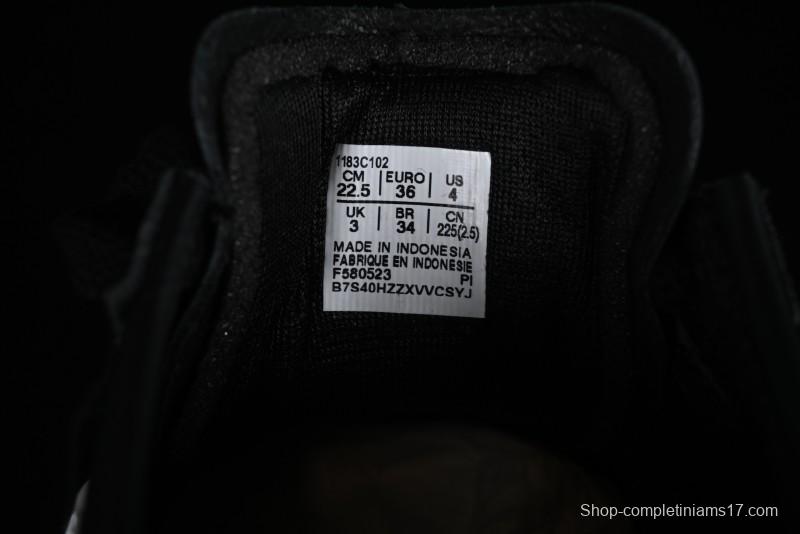 1183C102
CM | EURO | US
22.5 | 36 | 4
UK | BR | CN
3 | 34 | 225(2.5)
MADE IN INDONESIA
FABRIQUE EN INDONESIE
F580523 PI
B7S40HZZXVVCSYJ
Shop-completiniams17.com